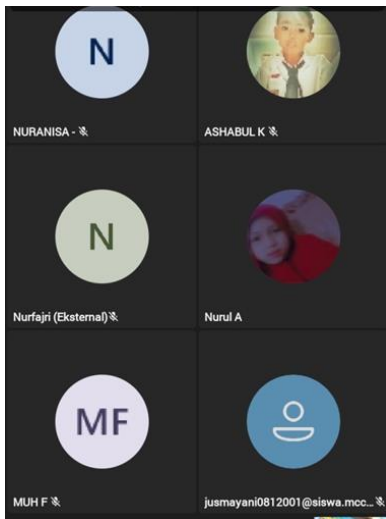 N
NURANISA -
ASHABUL K
N
Nurfajri (Eksternal)
Nurul A
MF
MUH F
jusmayani0812001@siswa.mcc...